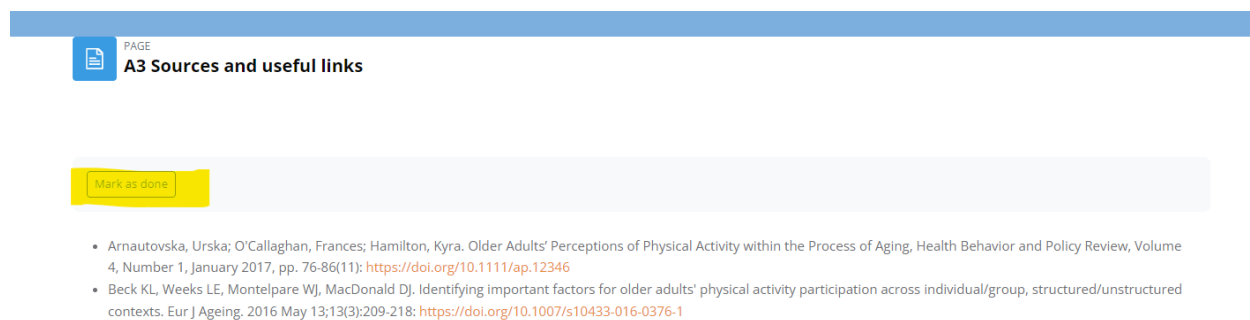 PAGE
A3 Sources and useful links
Mark as done
• Arnautovska, Urska; O'Callaghan, Frances; Hamilton, Kyra. Older Adults’ Perceptions of Physical Activity within the Process of Aging, Health Behavior and Policy Review, Volume
4, Number 1, January 2017, pp. 76-86(11): https://doi.org/10.1111/ap.12346
• Beck KL, Weeks LE, Montelpare WJ, MacDonald DJ. Identifying important factors for older adults' physical activity participation across individual/group, structured/unstructured
contexts. Eur J Ageing. 2016 May 13;13(3):209-218: https://doi.org/10.1007/s10433-016-0376-1